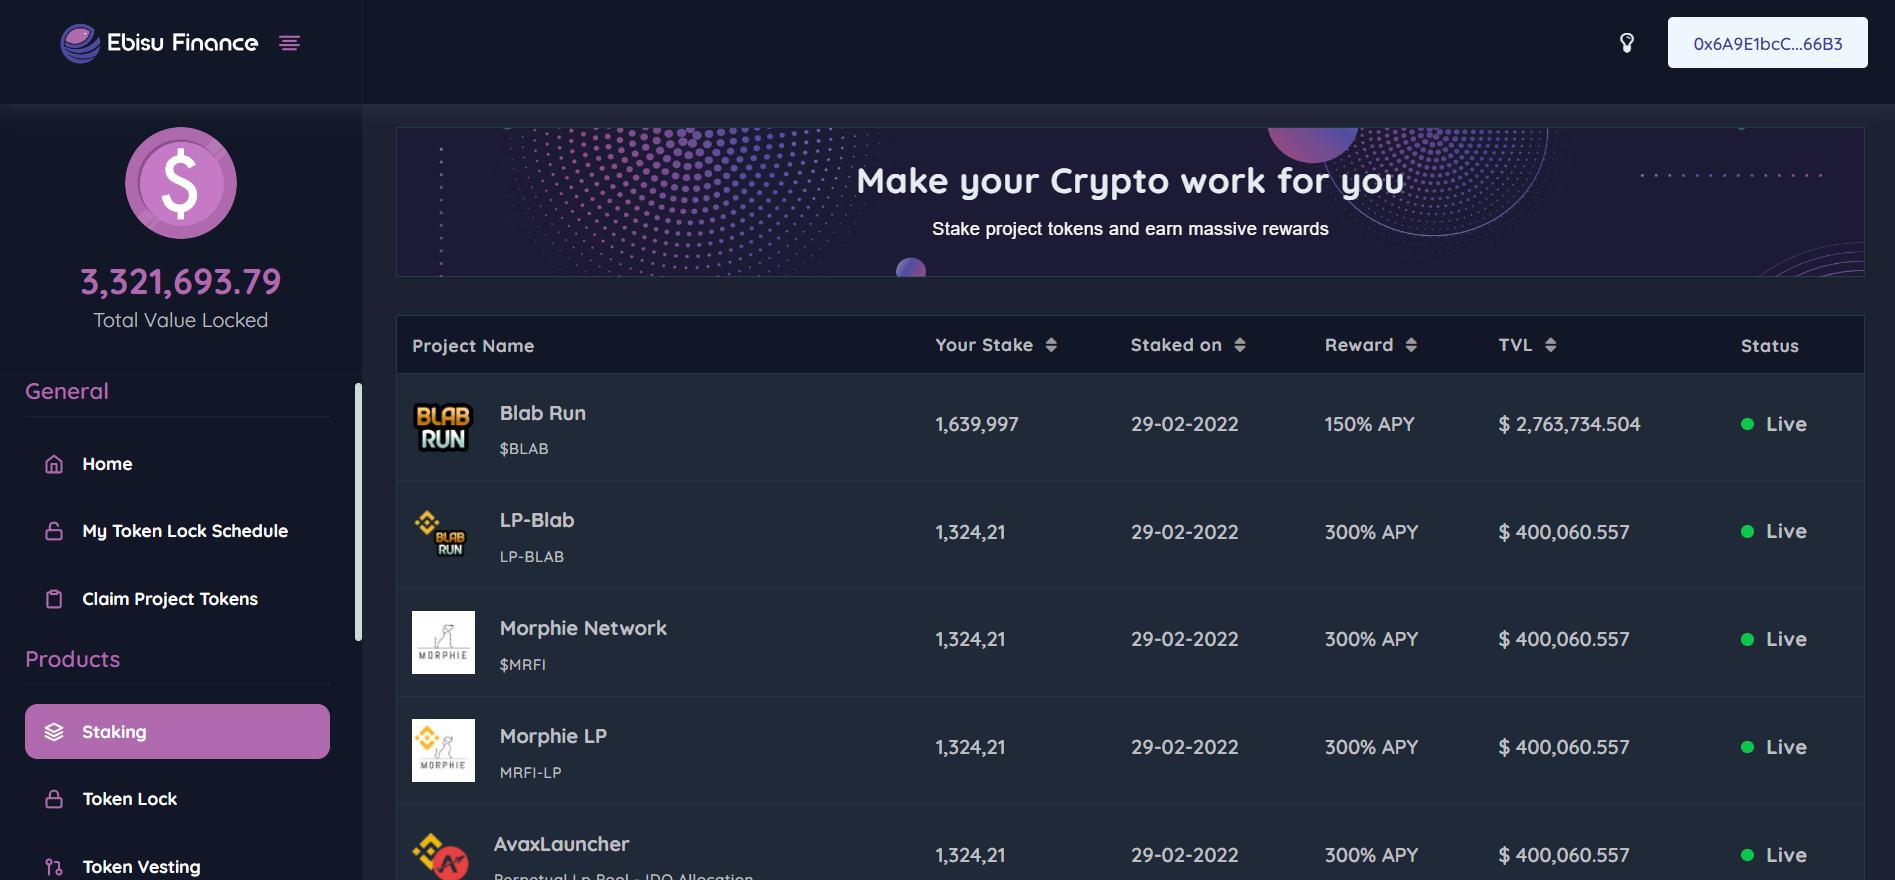 Ebisu Finance
0x6A9E1bcC...66B3
3,321,693.79
Total Value Locked
General
Home
My Token Lock Schedule
Claim Project Tokens
Products
Staking
Token Lock
Token Vesting
Make your Crypto work for you
Stake project tokens and earn massive rewards
Project Name Your Stake Staked on Reward TVL Status
BLAB
RUN
Blab Run
$BLAB
1,639,997 29-02-2022 150% APY $ 2,763,734.504 Live
BLAB
RUN
LP-Blab
LP-BLAB
1,324,21 29-02-2022 300% APY $ 400,060.557 Live
MORPHIE
Morphie Network
$MRFI
1,324,21 29-02-2022 300% APY $ 400,060.557 Live
MORPHIE
Morphie LP
MRFI-LP
1,324,21 29-02-2022 300% APY $ 400,060.557 Live
AvaxLauncher
Perpetual Lp Pool - IDO Allocation
1,324,21 29-02-2022 300% APY $ 400,060.557 Live